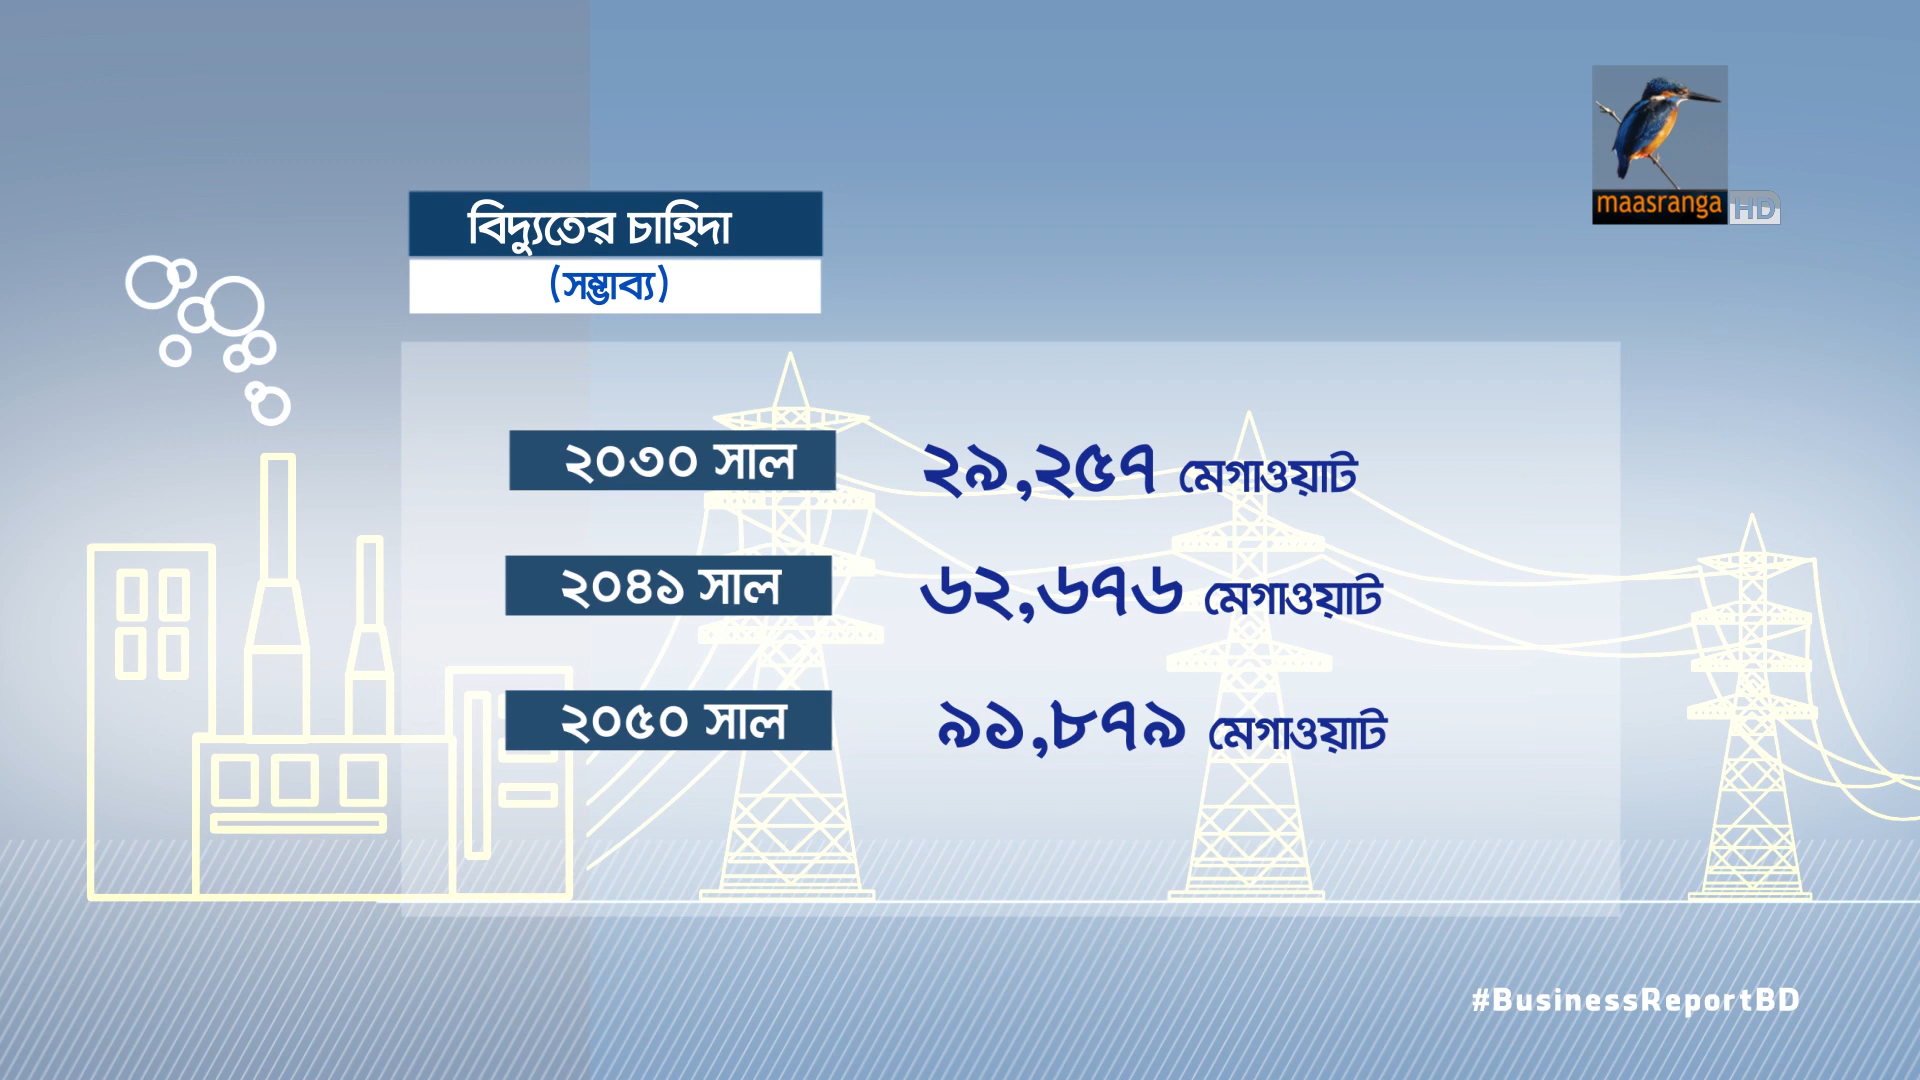 maasranga HD
বিদ্যুতের চাহিদা
(সম্ভাব্য)
২০৩০ সাল ২৯,২৫৭ মেগাওয়াট
২০৪১ সাল ৬২,৬৭৬ মেগাওয়াট
২০৫০ সাল ৯১,৮৭৯ মেগাওয়াট
#BusinessReportBD